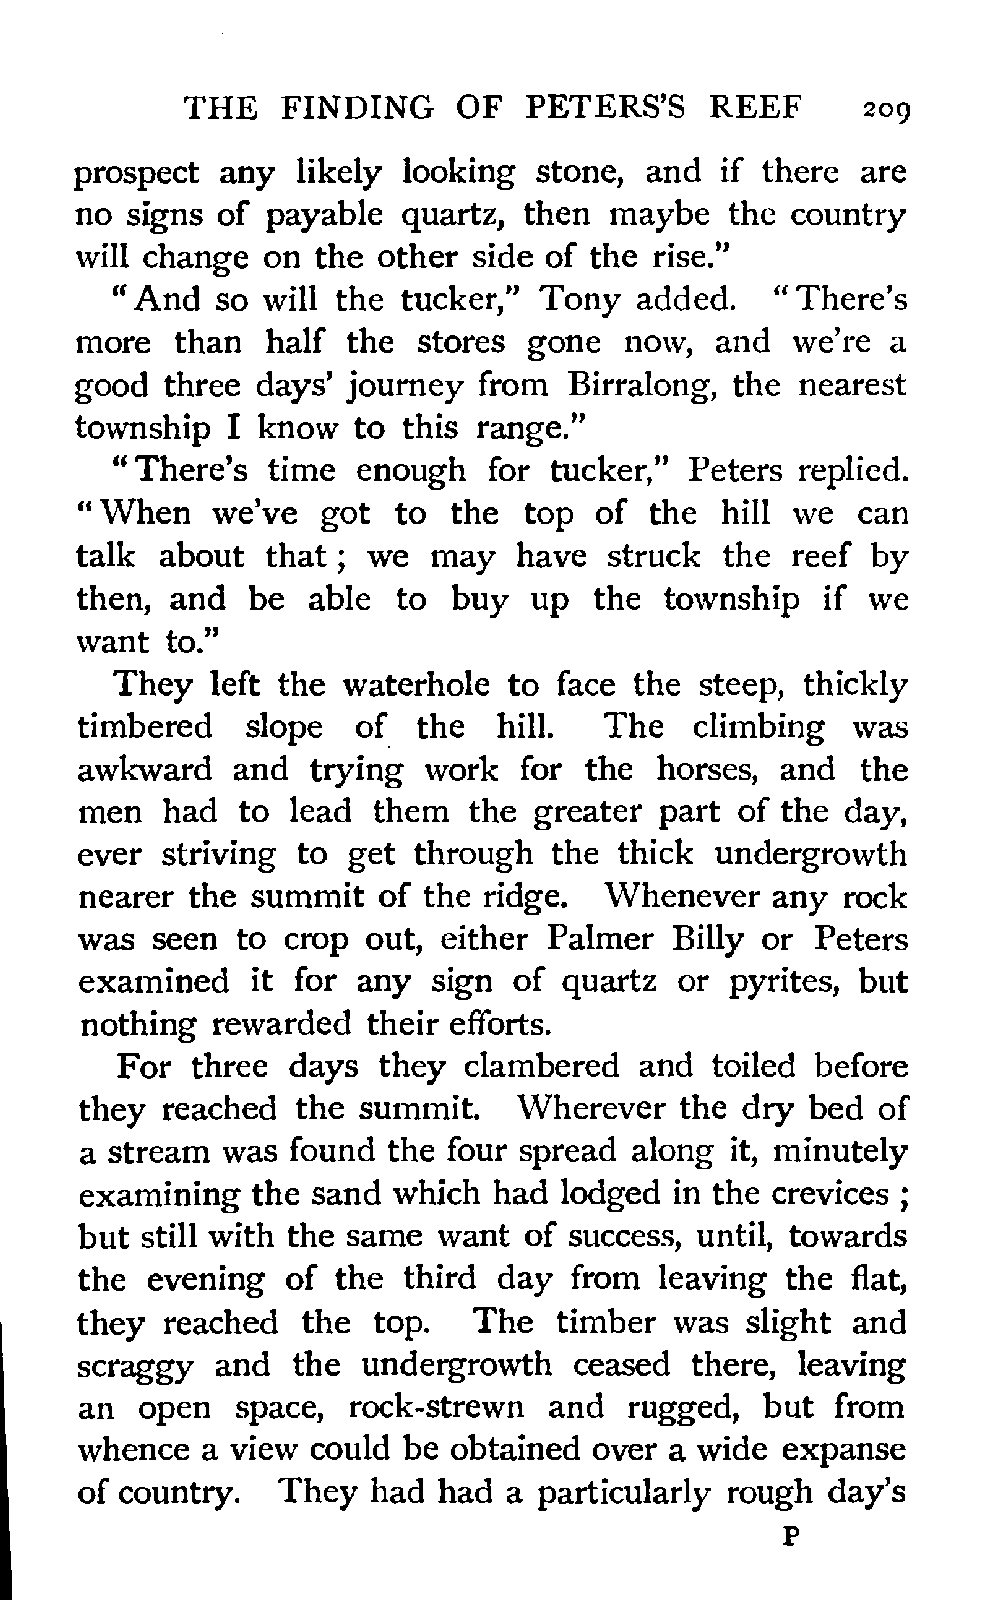 THE FINDING OF PETERS'S REEF 209
prospect any likely looking stone, and if there are
no signs of payable quartz, then maybe the country
will change on the other side of the rise."
"And so will the tucker," Tony added. "There's
more than half the stores gone now, and we're a
good three days' journey from Birralong, the nearest
township I know to this range."
"There's time enough for tucker," Peters replied.
"When we've got to the top of the hill we can
talk about that ; we may have struck the reef by
then, and be able to buy up the township if we
want to."
They left the waterhole to face the steep, thickly
timbered slope of the hill. The climbing was
awkward and trying work for the horses, and the
men had to lead them the greater part of the day,
ever striving to get through the thick undergrowth
nearer the summit of the ridge. Whenever any rock
was seen to crop out, either Palmer Billy or Peters
examined it for any sign of quartz or pyrites, but
nothing rewarded their efforts.
For three days they clambered and toiled before
they reached the summit. Wherever the dry bed of
a stream was found the four spread along it, minutely
examining the sand which had lodged in the crevices ;
but still with the same want of success, until, towards
the evening of the third day from leaving the flat,
they reached the top. The timber was slight and
scraggy and the undergrowth ceased there, leaving
an open space, rock-strewn and rugged, but from
whence a view could be obtained over a wide expanse
of country. They had had a particularly rough day's
P